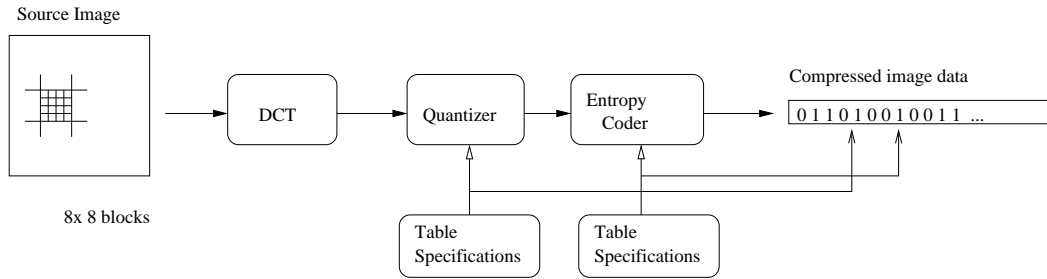 Source Image
8x 8 blocks
DCT
Quantizer
Entropy
Coder
Compressed image data
0 1 1 0 1 0 0 1 0 0 1 1 ...
Table
Specifications
Table
Specifications